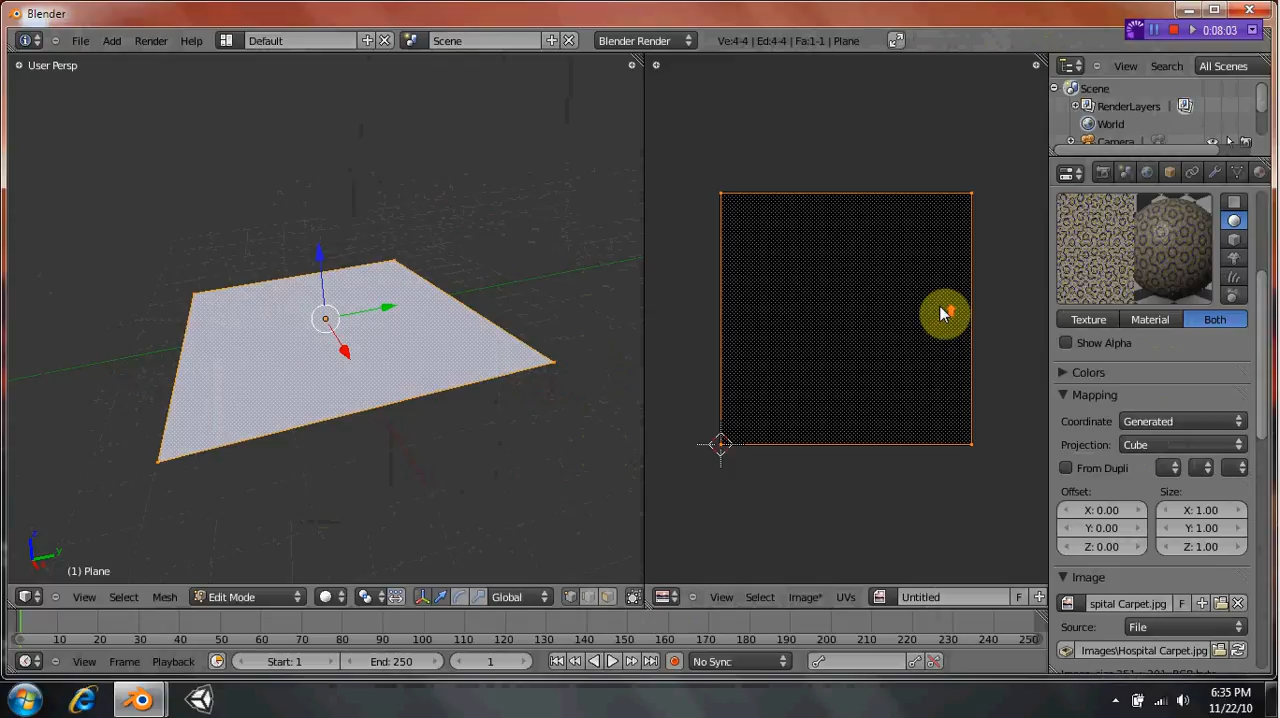 Blender
0:08:03
File Add Render Help Default Scene Blender Render Ve:4-4 | Ed:4-4 | Fa:1-1 | Plane
User Persp
View Search All Scenes
Scene
RenderLayers
World
Camera
Texture Material Both
Show Alpha
Colors
Mapping
Coordinate Generated
Projection: Cube
From Dupli
Offset: Size:
X: 0.00 X: 1.00
Y: 0.00 Y: 1.00
Z: 0.00 Z: 1.00
(1) Plane
Image
View Select Mesh Edit Mode Global View Select Image* UVs Untitled F
spital Carpet.jpg F
Source: File
0 10 20 30 40 50 60 70 80 90 100 110 120 130 140 150 160 170 180 190 200 210 220 230 240 250
Images\Hospital Carpet.jpg
View Frame Playback Start: 1 End: 250 1 No Sync
6:35 PM
11/22/10